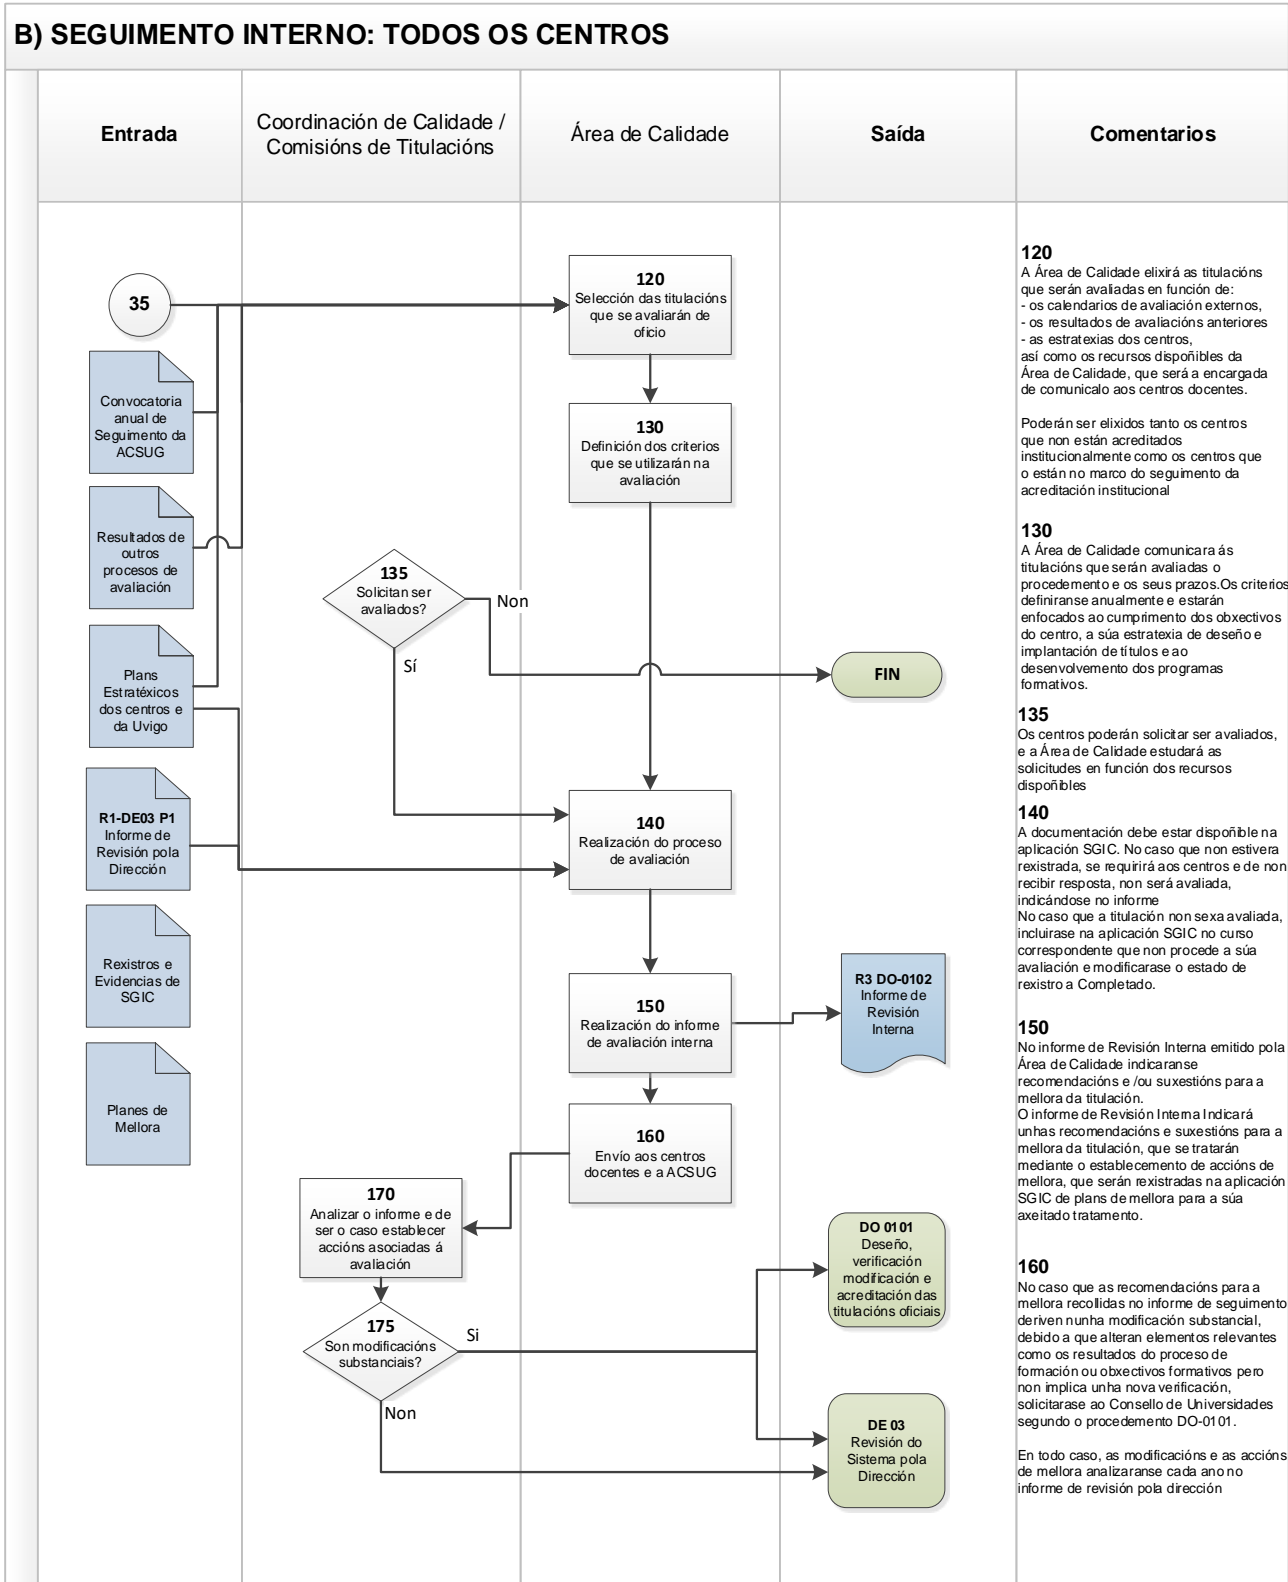 B) SEGUIMENTO INTERNO: TODOS OS CENTROS
Entrada
Coordinación de Calidade /
Comisións de Titulacións
Área de Calidade
Saída
Comentarios
35
Convocatoria
anual de
Seguimento da
ACSUG
Resultados de
outros
procesos de
avaliación
Plans
Estratéxicos
dos centros e
da Uvigo
R1-DE03 P1
Informe de
Revisión pola
Dirección
Rexistros e
Evidencias de
SGIC
Planes de
Mellora
135
Solicitan ser
avaliados?
Non
Sí
170
Analizar o informe e de
ser o caso establecer
accións asociadas á
avaliación
175
Son modificacións
substanciais?
Si
Non
120
Selección das titulacións
que se avaliarán de
oficio
130
Definición dos criterios
que se utilizarán na
avaliación
140
Realización do proceso
de avaliación
150
Realización do informe
de avaliación interna
160
Envío aos centros
docentes e a ACSUG
FIN
R3 DO-0102
Informe de
Revisión
Interna
DO 0101
Deseño,
verificación
modificación e
acreditación das
titulacións oficiais
DE 03
Revisión do
Sistema pola
Dirección
120
A Área de Calidade elixirá as titulacións
que serán avaliadas en función de:
- os calendarios de avaliación externos,
- os resultados de avaliacións anteriores
- as estratexias dos centros,
así como os recursos dispoñibles da
Área de Calidade, que será a encargada
de comunicalo aos centros docentes.
Poderán ser elixidos tanto os centros
que non están acreditados
institucionalmente como os centros que
o están no marco do seguimento da
acreditación institucional
130
A Área de Calidade comunicara ás
titulacións que serán avaliadas o
procedemento e os seus prazos.Os criterios
definiranse anualmente e estarán
enfocados ao cumprimento dos obxectivos
do centro, a súa estratexia de deseño e
implantación de títulos e ao
desenvolvemento dos programas
formativos.
135
Os centros poderán solicitar ser avaliados,
e a Área de Calidade estudará as
solicitudes en función dos recursos
dispoñibles
140
A documentación debe estar dispoñible na
aplicación SGIC. No caso que non estivera
rexistrada, se requirirá aos centros e de non
recibir resposta, non será avaliada,
indicándose no informe
No caso que a titulación non sexa avaliada,
incluirase na aplicación SGIC no curso
correspondente que non procede a súa
avaliación e modificarase o estado de
rexistro a Completado.
150
No informe de Revisión Interna emitido pola
Área de Calidade indicaranse
recomendacións e /ou suxestións para a
mellora da titulación.
O informe de Revisión Interna Indicará
unhas recomendacións e suxestións para a
mellora da titulación, que se tratarán
mediante o establecemento de accións de
mellora, que serán rexistradas na aplicación
SGIC de plans de mellora para a súa
axeitado tratamento.
160
No caso que as recomendacións para a
mellora recollidas no informe de seguimento
deriven nunha modificación substancial,
debido a que alteran elementos relevantes
como os resultados do proceso de
formación ou obxectivos formativos pero
non implica unha nova verificación,
solicitarase ao Consello de Universidades
segundo o procedemento DO-0101.
En todo caso, as modificacións e as accións
de mellora analizaranse cada ano no
informe de revisión pola dirección